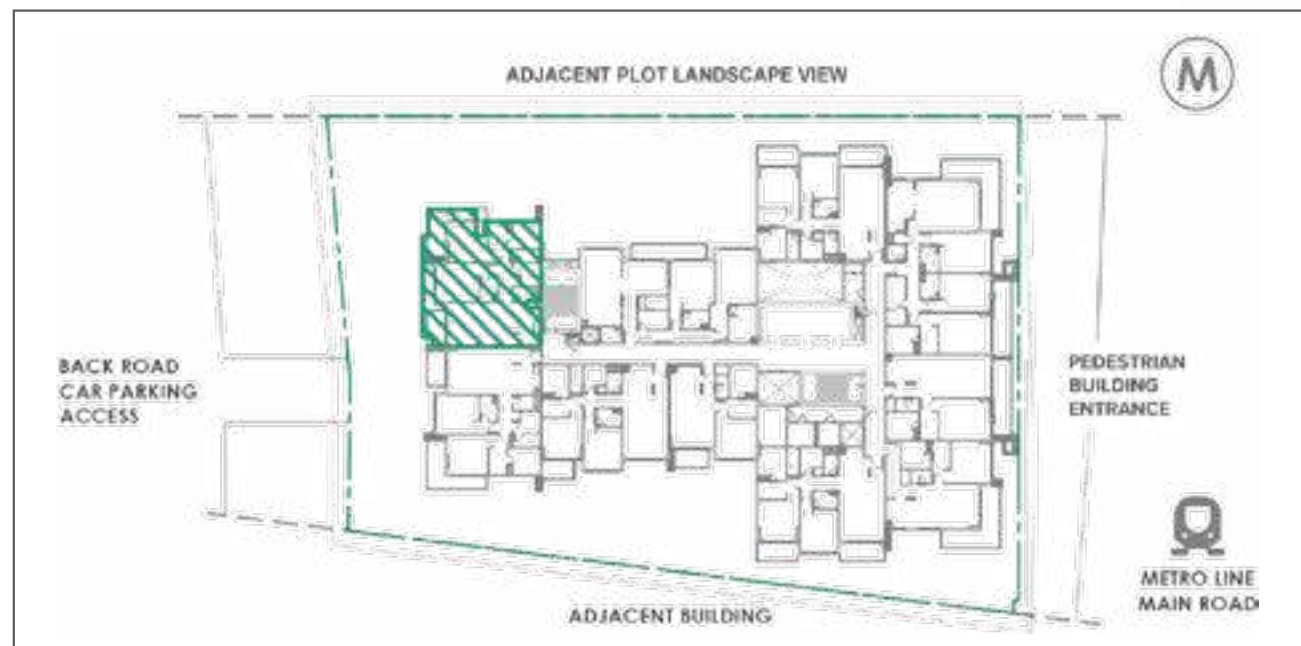 ADJACENT PLOT LANDSCAPE VIEW
M
BACK ROAD
CAR PARKING
ACCESS
PEDESTRIAN
BUILDING
ENTRANCE
METRO LINE
MAIN ROAD
ADJACENT BUILDING